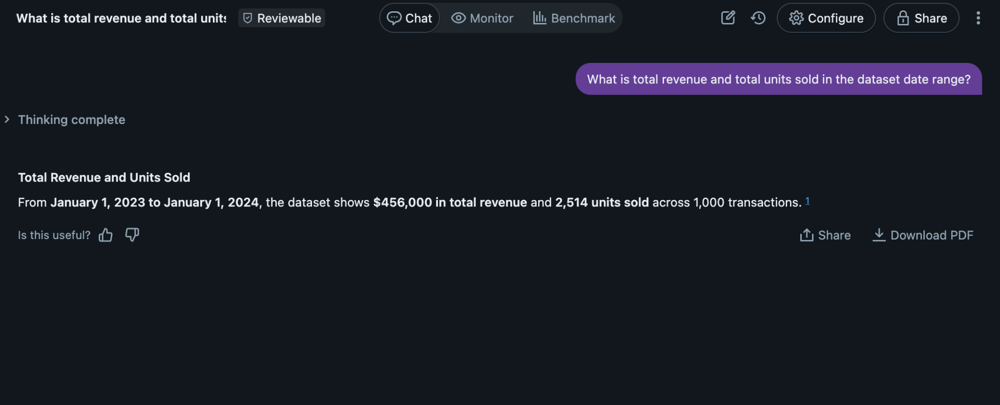 What is total revenue and total units
Reviewable
Chat
Monitor
Benchmark
Configure
Share
What is total revenue and total units sold in the dataset date range?
Thinking complete
Total Revenue and Units Sold
From January 1, 2023 to January 1, 2024, the dataset shows $456,000 in total revenue and 2,514 units sold across 1,000 transactions. 1
Is this useful?
Share
Download PDF